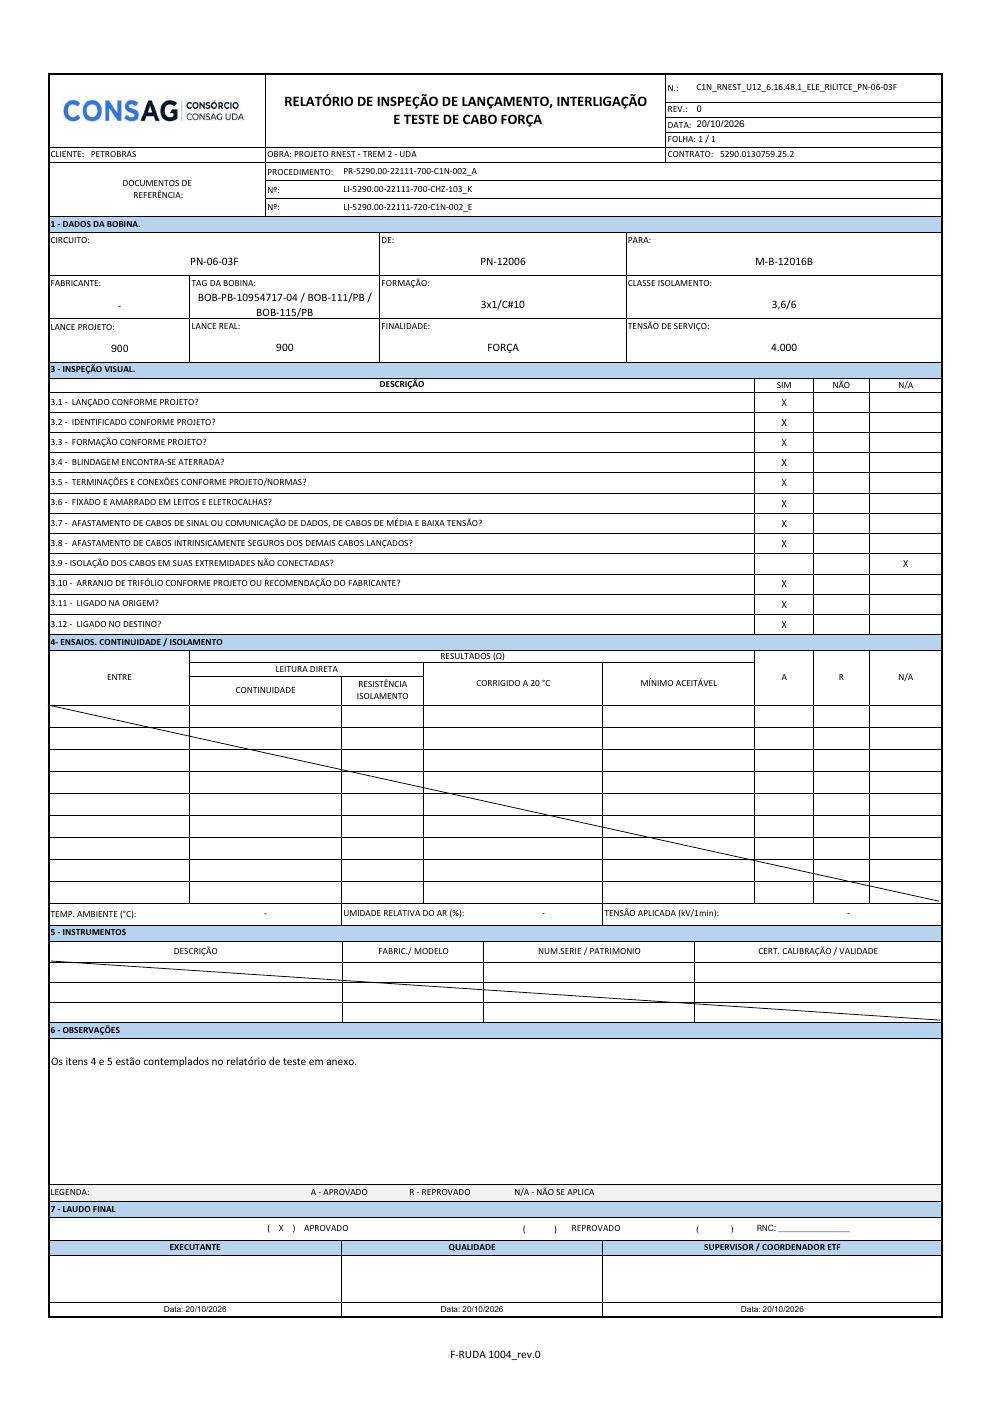 CONSAG CONSÓRCIO
CONSAG UDA
RELATÓRIO DE INSPEÇÃO DE LANÇAMENTO, INTERLIGAÇÃO
E TESTE DE CABO FORÇA
N.: C1N_RNEST_U12_6.16.48.1_ELE_RILITCE_PN-06-03F
REV.: 0
DATA: 20/10/2026
FOLHA: 1 / 1
CLIENTE: PETROBRAS
OBRA: PROJETO RNEST - TREM 2 - UDA
CONTRATO: 5290.0130759.25.2
DOCUMENTOS DE
REFERÊNCIA:
PROCEDIMENTO: PR-5290.00-22111-700-C1N-002_A
Nº: LI-5290.00-22111-700-CHZ-103_K
Nº: LI-5290.00-22111-720-C1N-002_E
1 - DADOS DA BOBINA.
CIRCUITO: DE: PARA:
PN-06-03F PN-12006 M-B-12016B
FABRICANTE: TAG DA BOBINA: FORMAÇÃO: CLASSE ISOLAMENTO:
- BOB-PB-10954717-04 / BOB-111/PB /
BOB-115/PB 3x1/C#10 3,6/6
LANCE PROJETO: LANCE REAL: FINALIDADE: TENSÃO DE SERVIÇO:
900 900 FORÇA 4.000
3 - INSPEÇÃO VISUAL.
DESCRIÇÃO SIM NÃO N/A
3.1 - LANÇADO CONFORME PROJETO? X
3.2 - IDENTIFICADO CONFORME PROJETO? X
3.3 - FORMAÇÃO CONFORME PROJETO? X
3.4 - BLINDAGEM ENCONTRA-SE ATERRADA? X
3.5 - TERMINAÇÕES E CONEXÕES CONFORME PROJETO/NORMAS? X
3.6 - FIXADO E AMARRADO EM LEITOS E ELETROCALHAS? X
3.7 - AFASTAMENTO DE CABOS DE SINAL OU COMUNICAÇÃO DE DADOS, DE CABOS DE MÉDIA E BAIXA TENSÃO? X
3.8 - AFASTAMENTO DE CABOS INTRINSICAMENTE SEGUROS DOS DEMAIS CABOS LANÇADOS? X
3.9 - ISOLAÇÃO DOS CABOS EM SUAS EXTREMIDADES NÃO CONECTADAS? X
3.10 - ARRANJO DE TRIFÓLIO CONFORME PROJETO OU RECOMENDAÇÃO DO FABRICANTE? X
3.11 - LIGADO NA ORIGEM? X
3.12 - LIGADO NO DESTINO? X
4- ENSAIOS. CONTINUIDADE / ISOLAMENTO
ENTRE RESULTADOS (Ω) A R N/A
LEITURA DIRETA CORRIGIDO A 20 °C MÍNIMO ACEITÁVEL
CONTINUIDADE RESISTÊNCIA
ISOLAMENTO
TEMP. AMBIENTE (°C): - UMIDADE RELATIVA DO AR (%): - TENSÃO APLICADA (kV/1min): -
5 - INSTRUMENTOS
DESCRIÇÃO FABRIC./ MODELO NUM.SERIE / PATRIMONIO CERT. CALIBRAÇÃO / VALIDADE
6 - OBSERVAÇÕES
Os itens 4 e 5 estão contemplados no relatório de teste em anexo.
LEGENDA: A - APROVADO R - REPROVADO N/A - NÃO SE APLICA
7 - LAUDO FINAL
( X ) APROVADO ( ) REPROVADO ( ) RNC: _______________
EXECUTANTE QUALIDADE SUPERVISOR / COORDENADOR ETF
Data: 20/10/2026 Data: 20/10/2026 Data: 20/10/2026
F-RUDA 1004_rev.0